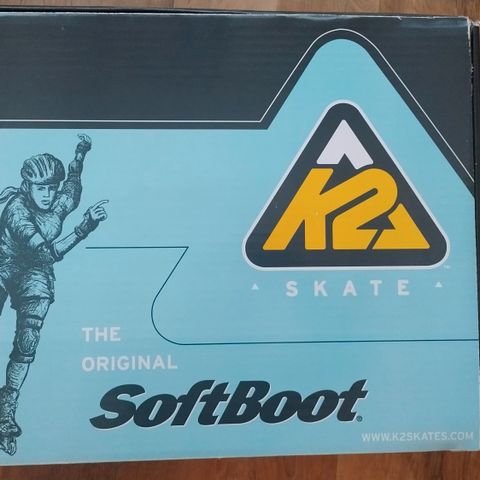 K2
SKATE
THE
ORIGINAL
SoftBoot®
WWW.K2SKATES.COM